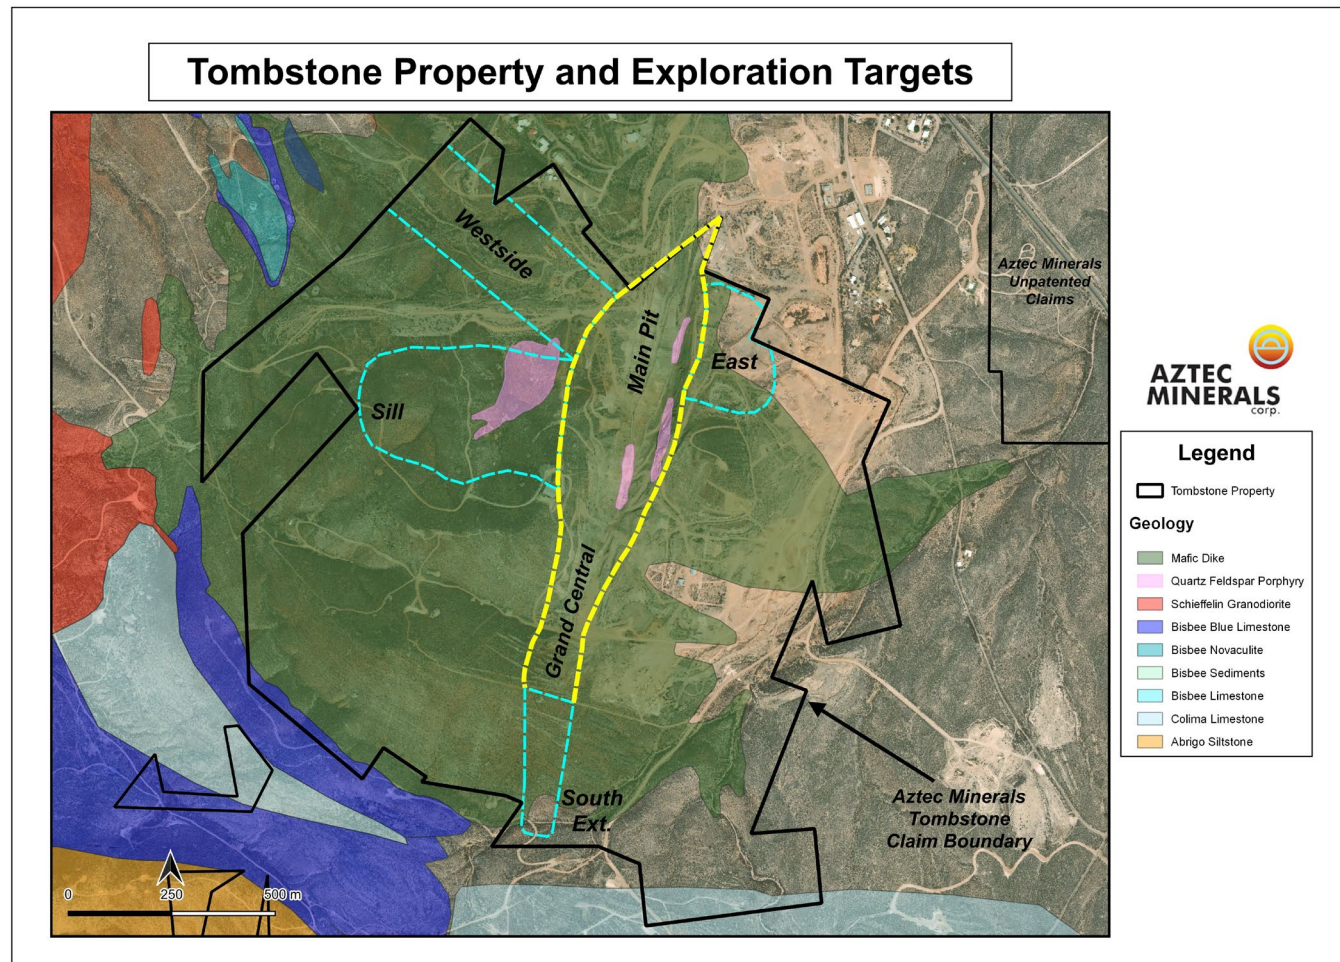 Tombstone Property and Exploration Targets
Westside
Main Pit
East
Sill
Grand Central
South
Ext.
Aztec Minerals
Unpatented
Claims
Aztec Minerals
Tombstone
Claim Boundary
0
250
500 m
AZTEC
MINERALS
corp.
Legend
Tombstone Property
Geology
Mafic Dike
Quartz Feldspar Porphyry
Schieffelin Granodiorite
Bisbee Blue Limestone
Bisbee Novaculite
Bisbee Sediments
Bisbee Limestone
Colima Limestone
Abrigo Siltstone